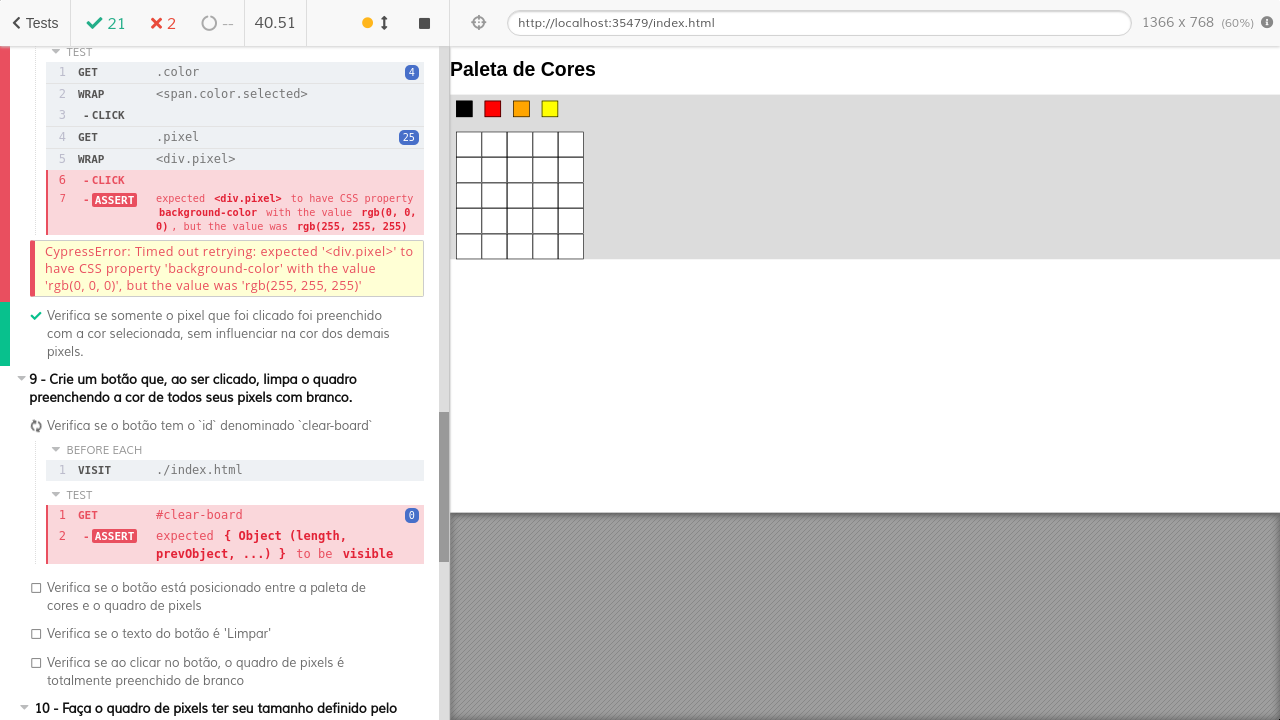 Tests 21 2 -- 40.51 http://localhost:35479/index.html 1366 x 768 (60%)
TEST
1 GET .color 4
2 WRAP <span.color.selected>
3 - CLICK
4 GET .pixel 25
5 WRAP <div.pixel>
6 - CLICK
7 - ASSERT expected <div.pixel> to have CSS property
background-color with the value rgb(0, 0,
0) , but the value was rgb(255, 255, 255)
CypressError: Timed out retrying: expected '<div.pixel>' to
have CSS property 'background-color' with the value
'rgb(0, 0, 0)', but the value was 'rgb(255, 255, 255)'
Verifica se somente o pixel que foi clicado foi preenchido
com a cor selecionada, sem influenciar na cor dos demais
pixels.
9 - Crie um botão que, ao ser clicado, limpa o quadro
preenchendo a cor de todos seus pixels com branco.
Verifica se o botão tem o `id` denominado `clear-board`
BEFORE EACH
1 VISIT ./index.html
TEST
1 GET #clear-board 0
2 - ASSERT expected { Object (length,
prevObject, ...) } to be visible
Verifica se o botão está posicionado entre a paleta de
cores e o quadro de pixels
Verifica se o texto do botão é 'Limpar'
Verifica se ao clicar no botão, o quadro de pixels é
totalmente preenchido de branco
10 - Faça o quadro de pixels ter seu tamanho definido pelo
Paleta de Cores